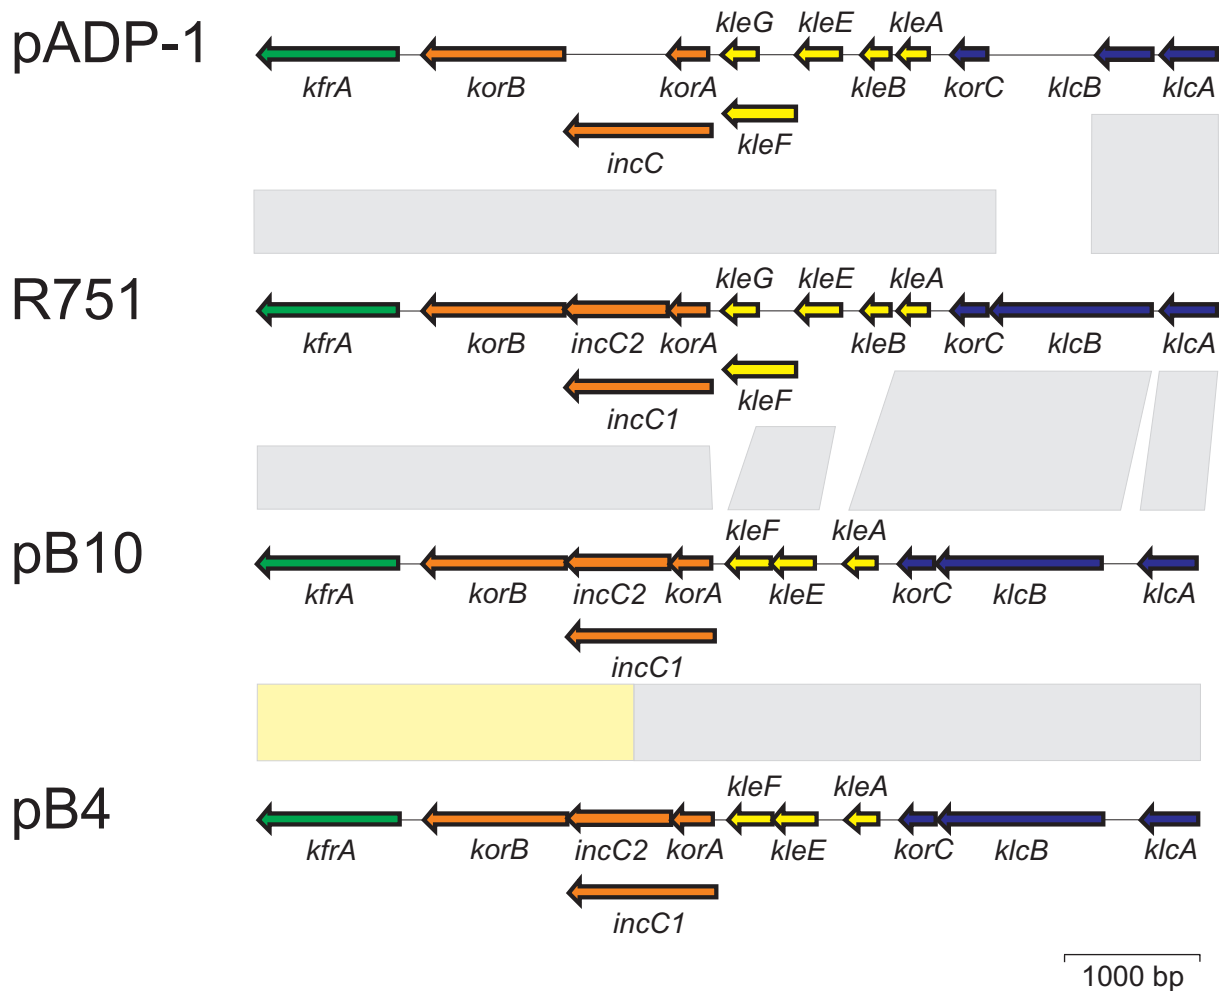 pADP-1
kleG kleE kleA
kfrA korB korA kleB korC klcB klcA
incC kleF
R751
kleG kleE kleA
kfrA korB incC2 korA kleB korC klcB klcA
incC1 kleF
pB10
kleF kleA
kfrA korB incC2 korA kleE korC klcB klcA
incC1
pB4
kleF kleA
kfrA korB incC2 korA kleE korC klcB klcA
incC1
1000 bp